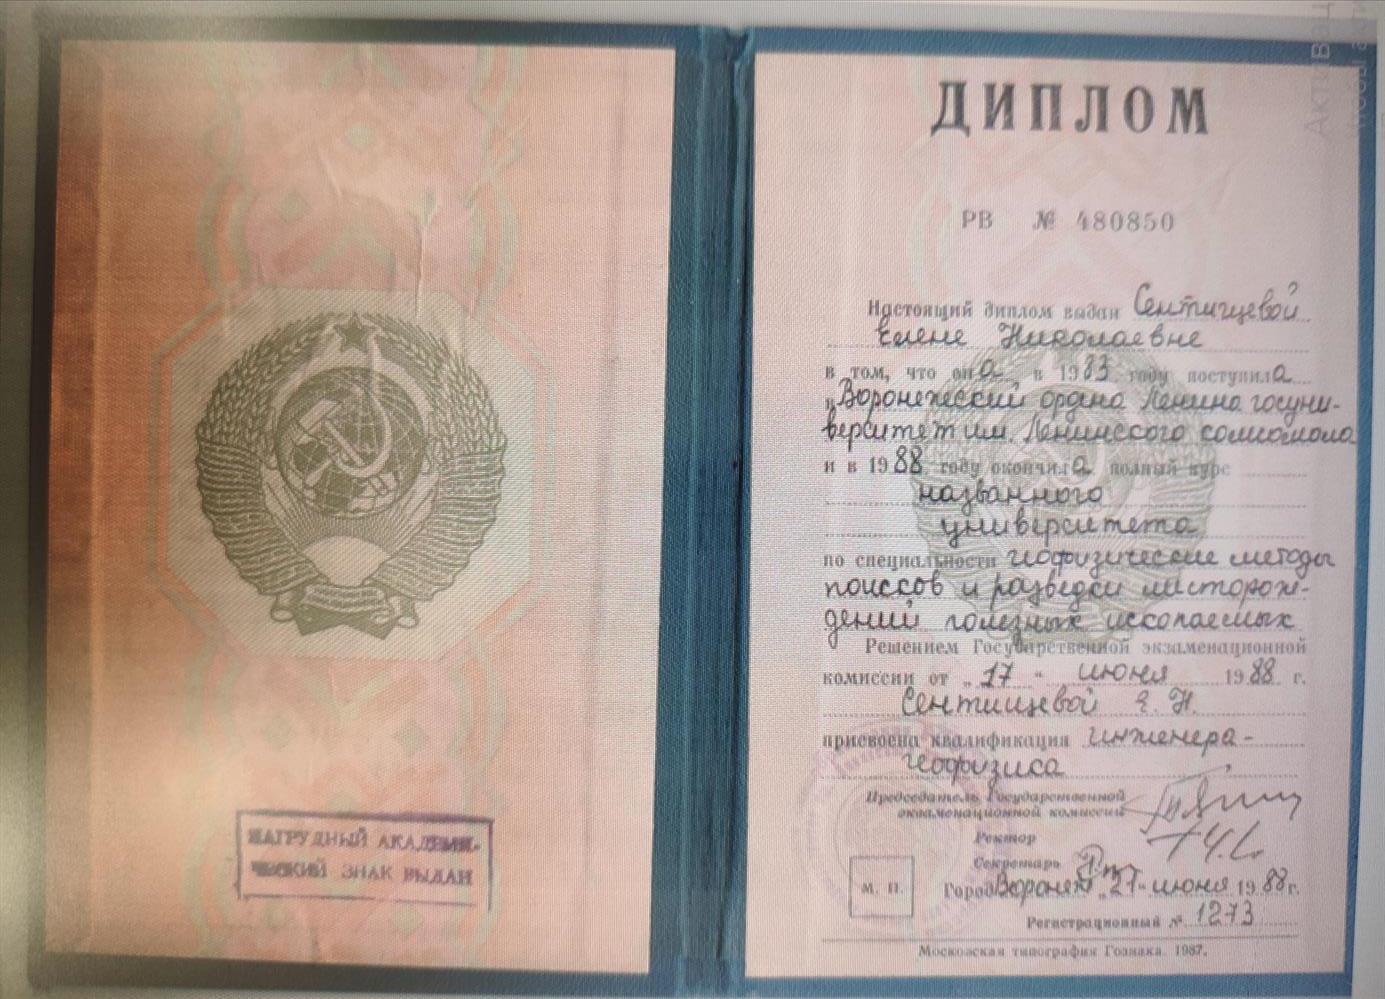 НАГРУДНЫЙ АКАДЕМИ-
ЧЕСКИЙ ЗНАК ВЫДАН
ДИПЛОМ
РВ № 480850
Настоящий диплом выдан Сентищевой
Елене Николаевне
в том, что она в 1983 году поступила
в Воронежский ордена Ленина госуни-
верситет им. Ленинского комсомола
и в 1988 году окончила полный курс
названного
университета
по специальности геофизические методы
поисков и разведки месторож-
дений полезных ископаемых
Решением Государственной экзаменационной
комиссии от „17“ июня 1988 г.
Сентищевой Е. Н.
присвоена квалификация инженера-
геофизика
Председатель Государственной
экзаменационной комиссии
Ректор
Секретарь
М. П.
Город Воронеж „27“ июня 1988 г.
Регистрационный № 1273
Московская типография Гознака. 1987.